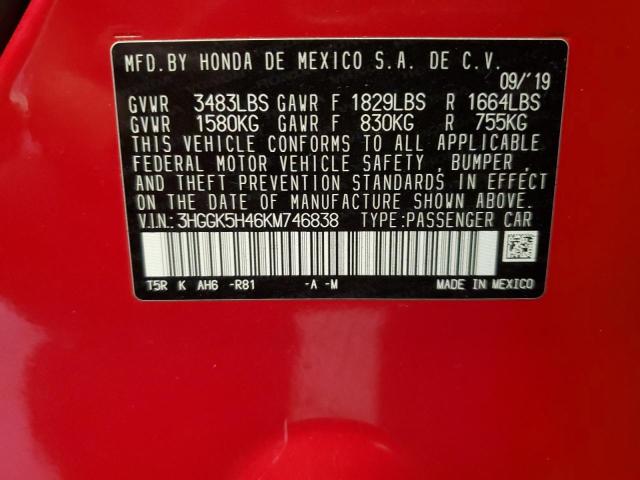 MFD.BY HONDA DE MEXICO S.A. DE C.V.
09/'19
GVWR 3483LBS GAWR F 1829LBS R 1664LBS
GVWR 1580KG GAWR F 830KG R 755KG
THIS VEHICLE CONFORMS TO ALL APPLICABLE
FEDERAL MOTOR VEHICLE SAFETY , BUMPER ,
AND THEFT PREVENTION STANDARDS IN EFFECT
ON THE DATE OF MANUFACTURE SHOWN ABOVE.
V.I.N.:3HGGK5H46KM746838 TYPE:PASSENGER CAR
T5R K AH6 -R81 -A -M MADE IN MEXICO